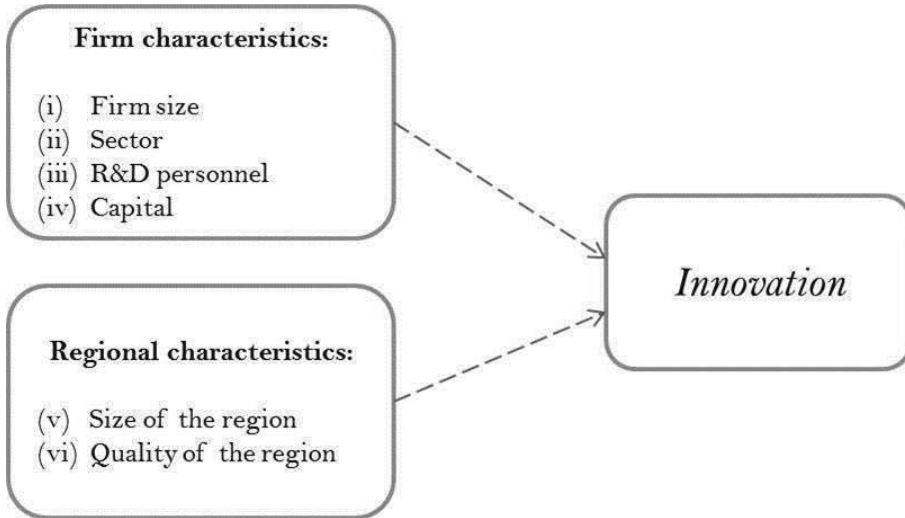 Firm characteristics:
(i) Firm size
(ii) Sector
(iii) R&D personnel
(iv) Capital
Innovation
Regional characteristics:
(v) Size of the region
(vi) Quality of the region